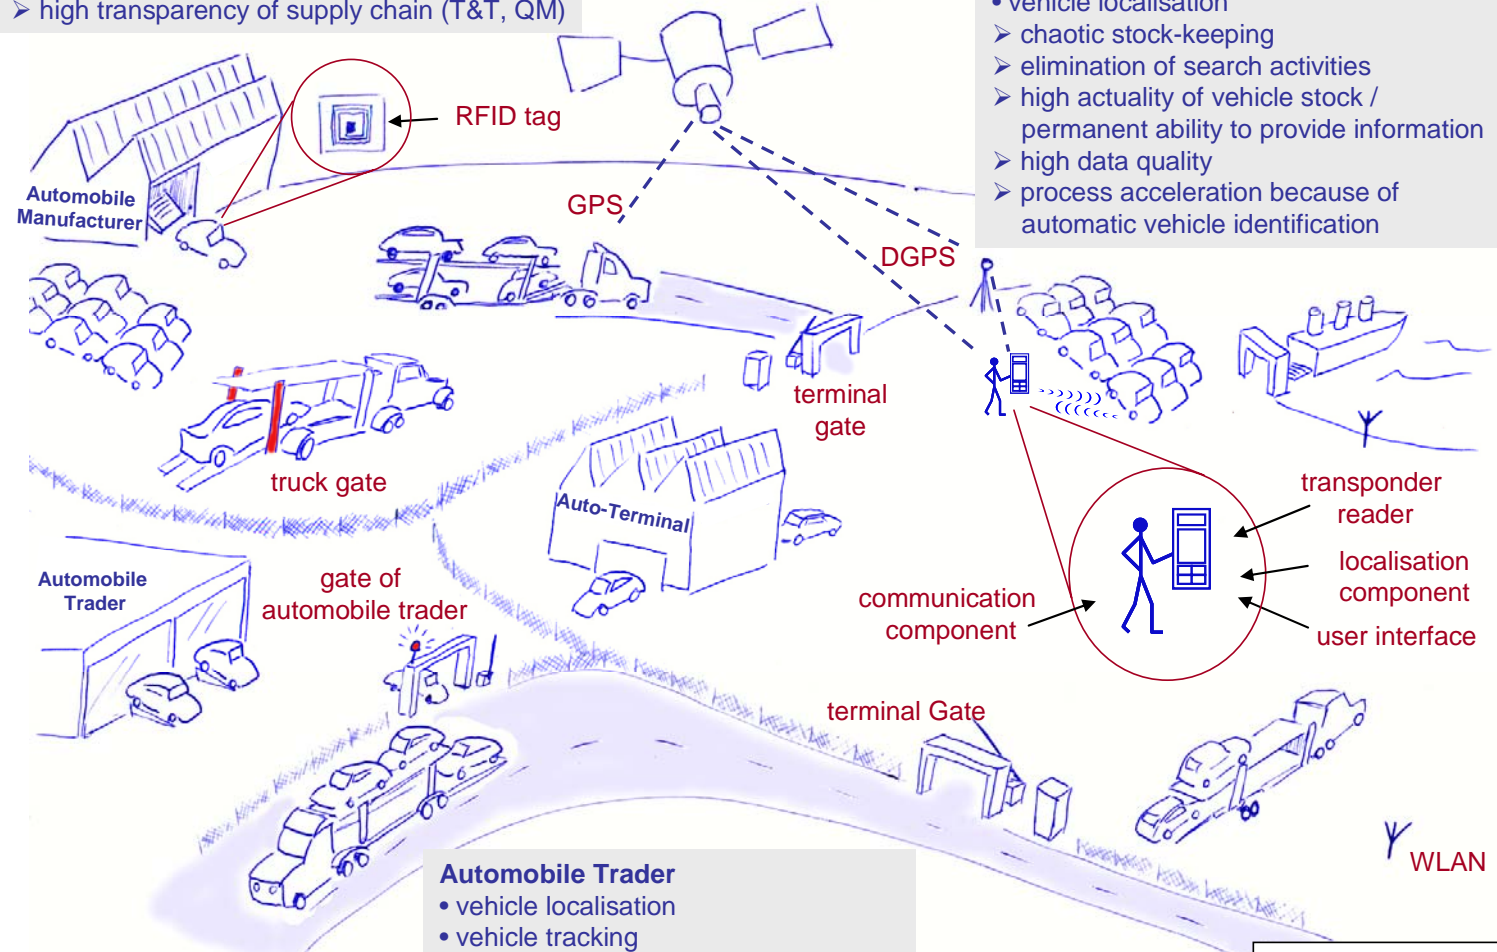 ➢ high transparency of supply chain (T&T, QM)
• vehicle localisation
➢ chaotic stock-keeping
➢ elimination of search activities
➢ high actuality of vehicle stock /
permanent ability to provide information
➢ high data quality
➢ process acceleration because of
automatic vehicle identification
RFID tag
Automobile
Manufacturer
GPS
DGPS
terminal
gate
truck gate
Auto-Terminal
transponder
reader
localisation
component
user interface
communication
component
Automobile
Trader
gate of
automobile trader
terminal Gate
WLAN
Automobile Trader
• vehicle localisation
• vehicle tracking